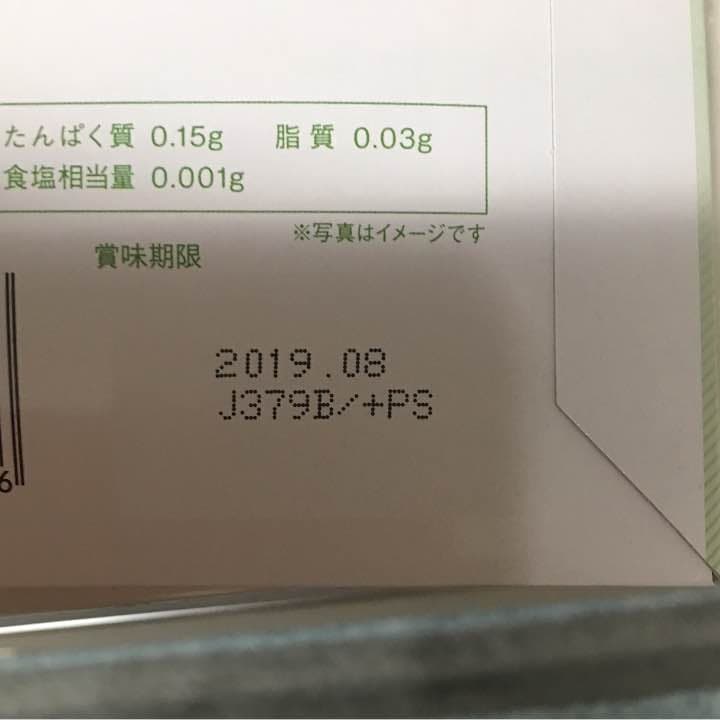 たんぱく質 0.15g 脂質 0.03g
食塩相当量 0.001g
※写真はイメージです
賞味期限
2019.08
J379B/+PS
6